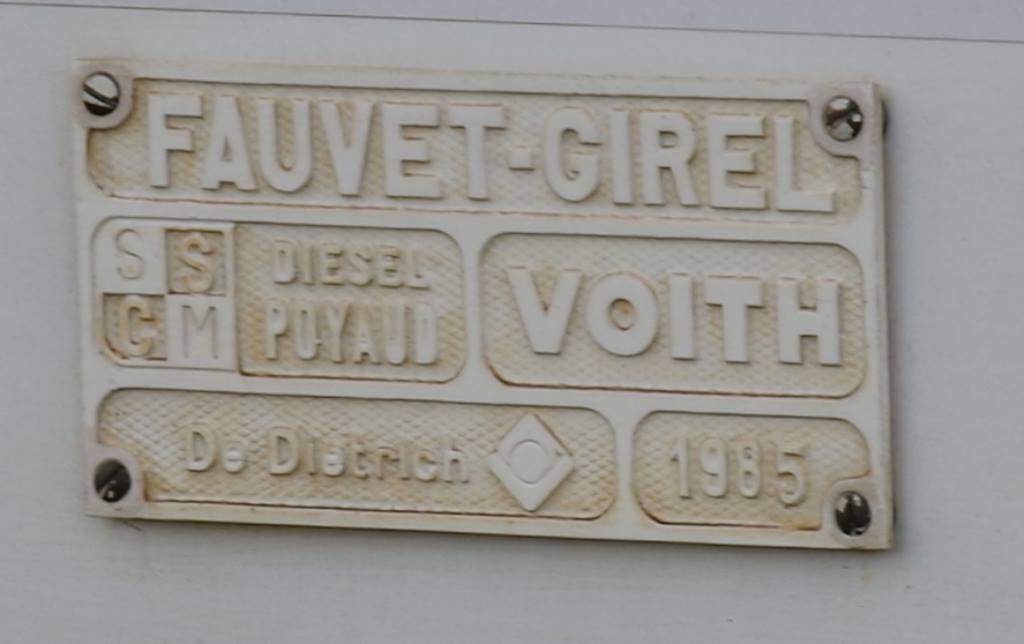 FAUVET-GIREL
S S
C M
DIESEL
POYAUD
VOITH
De Dietrich
1985